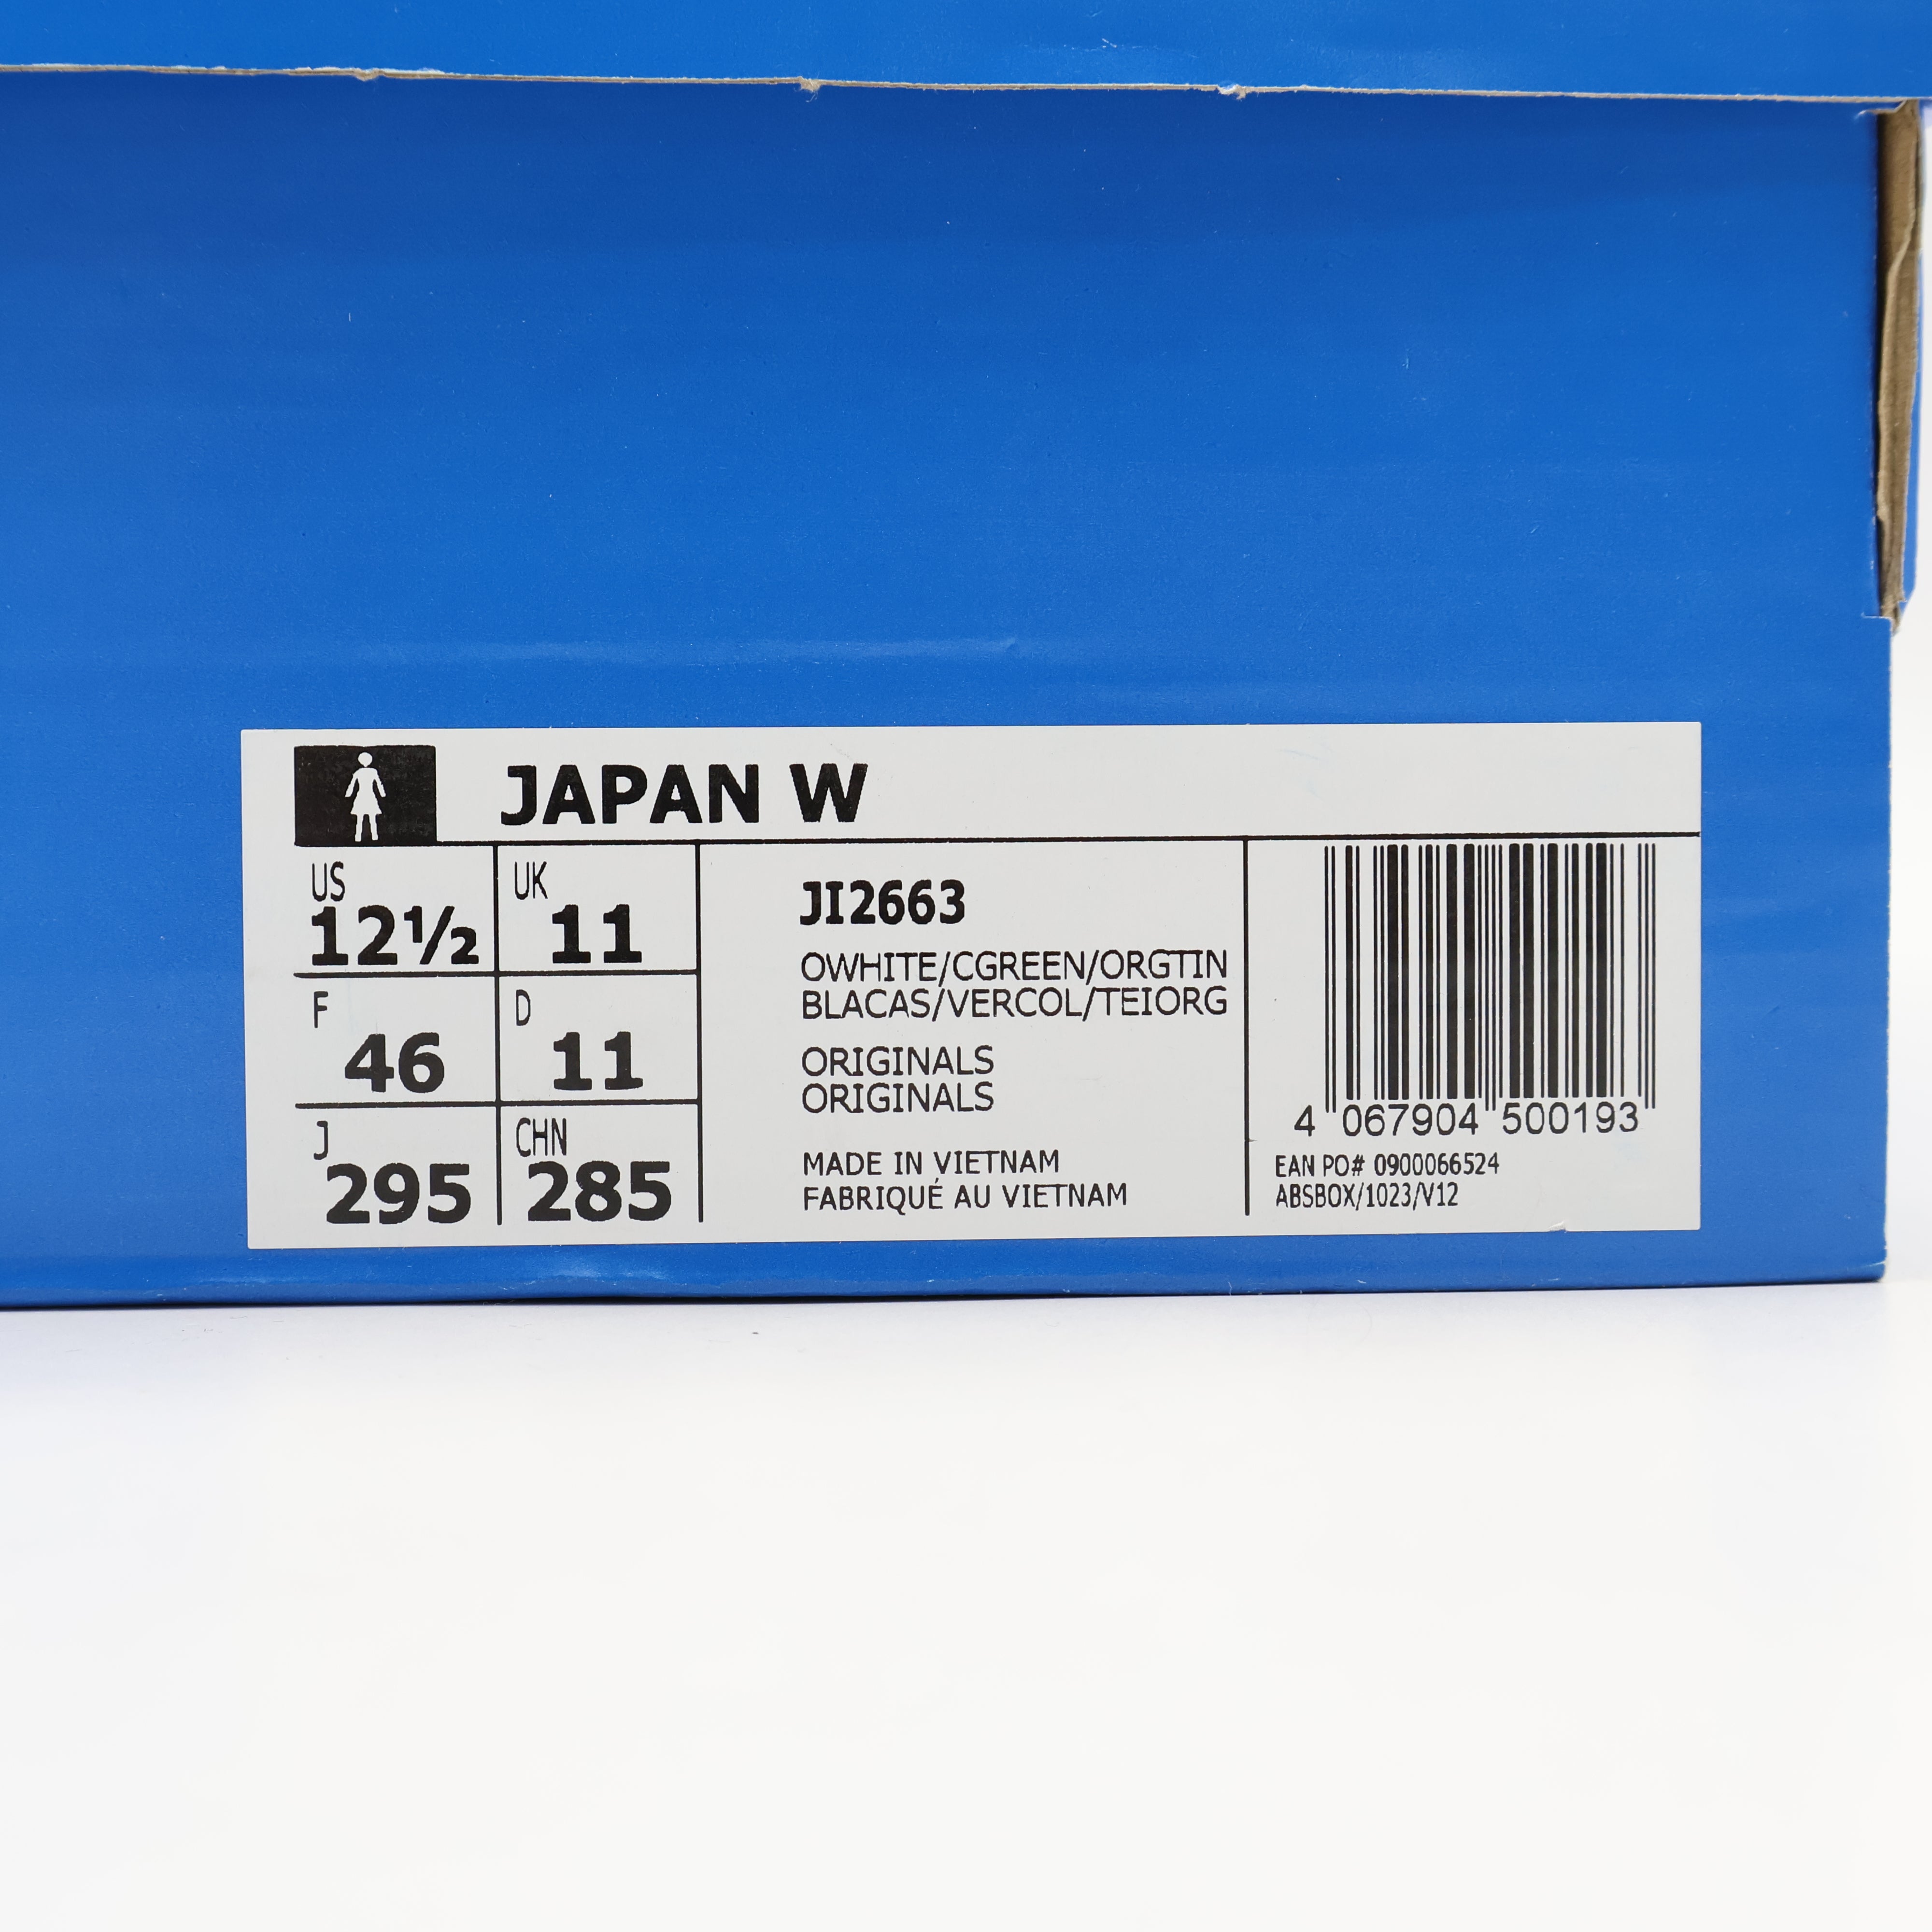 JAPAN W
US
12½
UK
11
F
46
D
11
J
295
CHN
285
JI2663
OWHITE/CGREEN/ORGTIN
BLACAS/VERCOL/TEIORG
ORIGINALS
ORIGINALS
MADE IN VIETNAM
FABRIQUÉ AU VIETNAM
4 067904 500193
EAN PO# 0900066524
ABSBOX/1023/V12